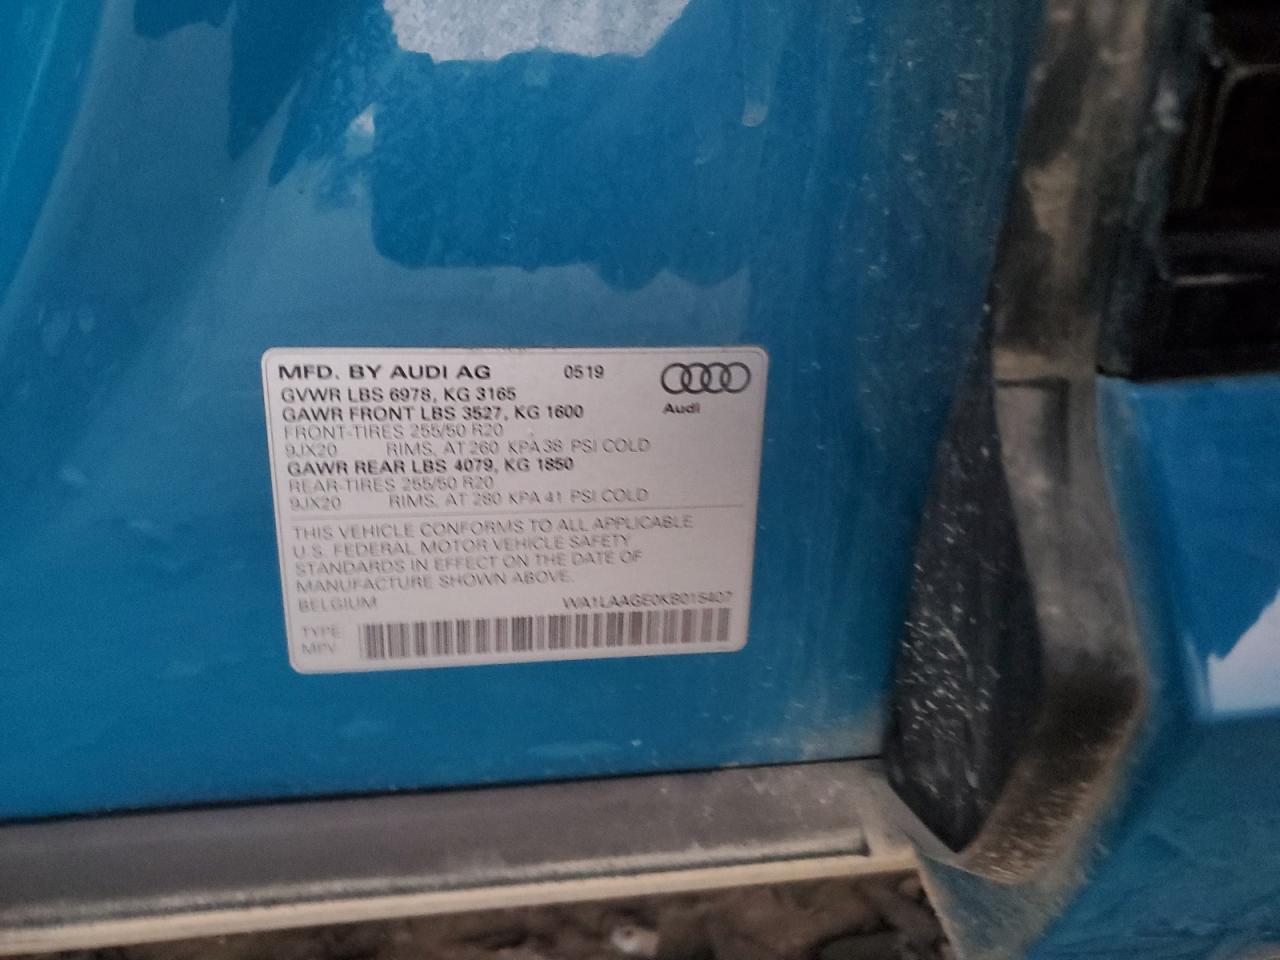 MFD. BY AUDI AG 0519
GVWR LBS 6978, KG 3165
GAWR FRONT LBS 3527, KG 1600
Audi
FRONT-TIRES 255/50 R20
9JX20 RIMS, AT 260 KPA 38 PSI COLD
GAWR REAR LBS 4079, KG 1850
REAR-TIRES 255/50 R20
9JX20 RIMS, AT 280 KPA 41 PSI COLD
THIS VEHICLE CONFORMS TO ALL APPLICABLE
U.S. FEDERAL MOTOR VEHICLE SAFETY
STANDARDS IN EFFECT ON THE DATE OF
MANUFACTURE SHOWN ABOVE.
BELGIUM WA1LAAGE0KB015407
TYPE
MPV